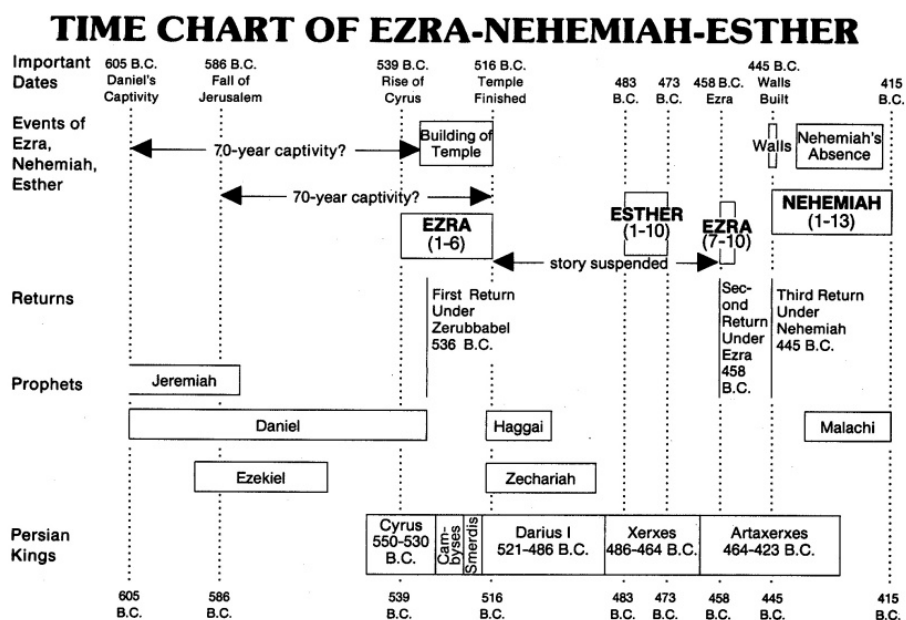 TIME CHART OF EZRA-NEHEMIAH-ESTHER
Important
Dates
605 B.C.
Daniel's
Captivity
586 B.C.
Fall of
Jerusalem
539 B.C.
Rise of
Cyrus
516 B.C.
Temple
Finished
483
B.C.
473
B.C.
458 B.C.
Ezra
445 B.C.
Walls
Built
415
B.C.
Events of
Ezra,
Nehemiah,
Esther
70-year captivity?
Building of
Temple
Walls
Nehemiah's
Absence
70-year captivity?
EZRA
(1-6)
ESTHER
(1-10)
EZRA
(7-10)
NEHEMIAH
(1-13)
story suspended
Returns
First Return
Under
Zerubbabel
536 B.C.
Sec-
ond
Return
Under
Ezra
458
B.C.
Third Return
Under
Nehemiah
445 B.C.
Prophets
Jeremiah
Daniel
Haggai
Malachi
Ezekiel
Zechariah
Persian
Kings
Cyrus
550-530
B.C.
Cam-
byses
Smerdis
Darius I
521-486 B.C.
Xerxes
486-464 B.C.
Artaxerxes
464-423 B.C.
605
B.C.
586
B.C.
539
B.C.
516
B.C.
483
B.C.
473
B.C.
458
B.C.
445
B.C.
415
B.C.